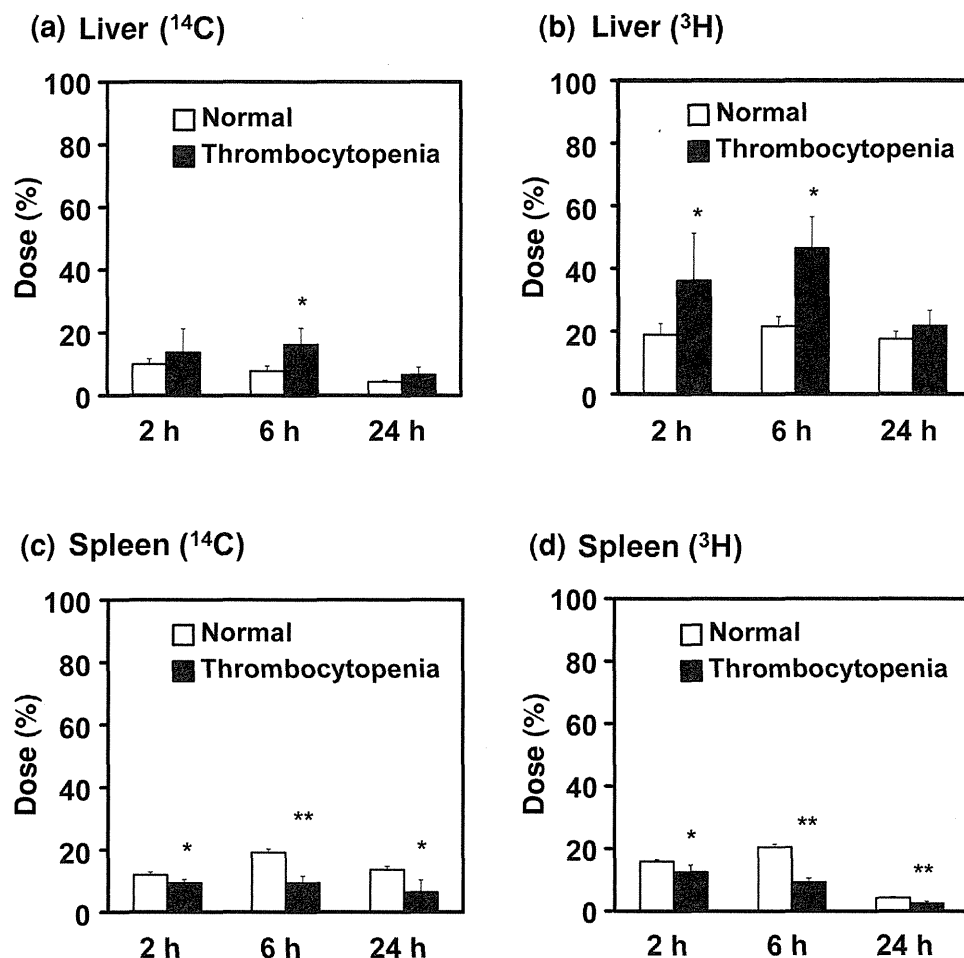 (a) Liver (¹⁴C)
100
80
60
40
20
0
Dose (%)
Normal
Thrombocytopenia
*
2 h 6 h 24 h
(b) Liver (³H)
100
80
60
40
20
0
Dose (%)
Normal
Thrombocytopenia
* *
2 h 6 h 24 h
(c) Spleen (¹⁴C)
100
80
60
40
20
0
Dose (%)
Normal
Thrombocytopenia
* ** *
2 h 6 h 24 h
(d) Spleen (³H)
100
80
60
40
20
0
Dose (%)
Normal
Thrombocytopenia
* ** **
2 h 6 h 24 h